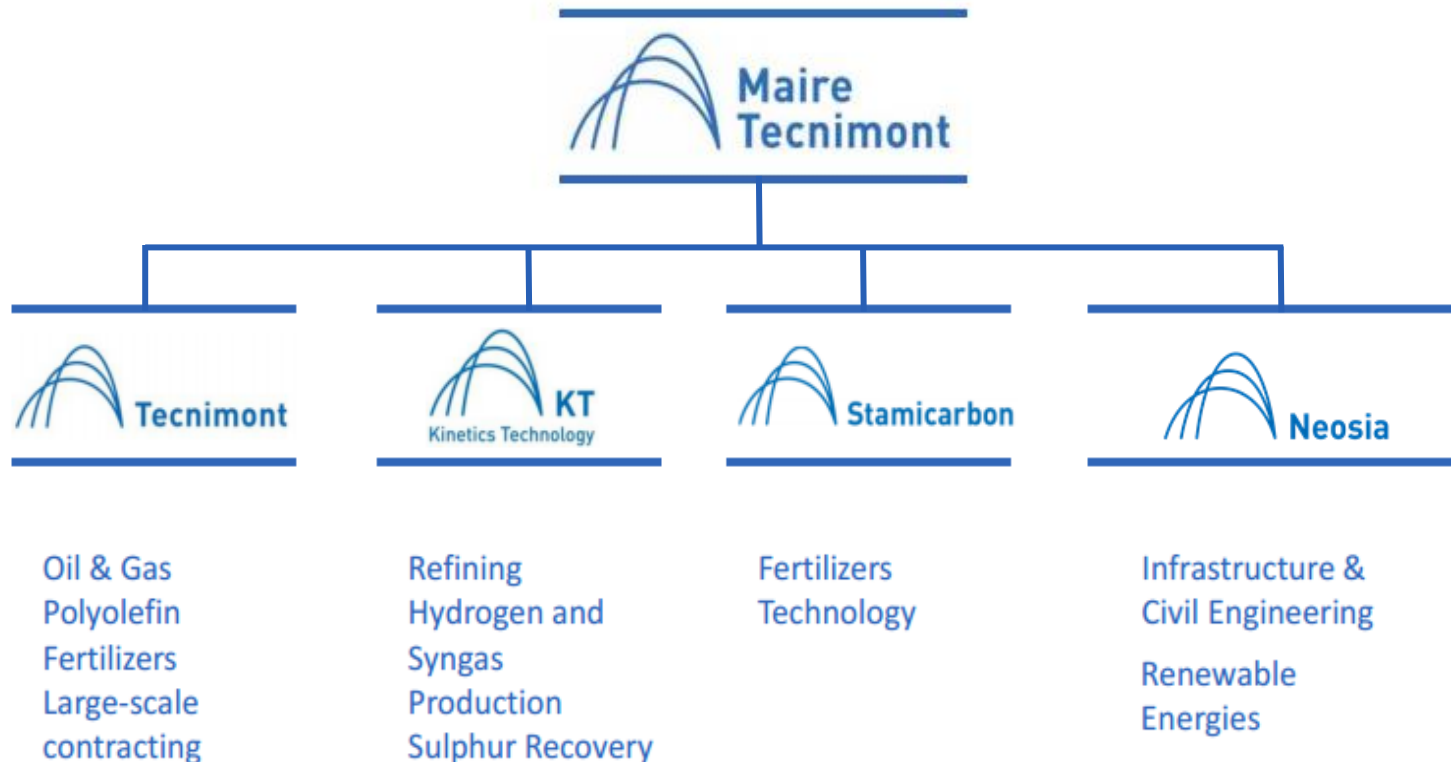 Maire
Tecnimont
Tecnimont
KT
Kinetics Technology
Stamicarbon
Neosia
Oil & Gas
Polyolefin
Fertilizers
Large-scale
contracting
Refining
Hydrogen and
Syngas
Production
Sulphur Recovery
Fertilizers
Technology
Infrastructure &
Civil Engineering
Renewable
Energies